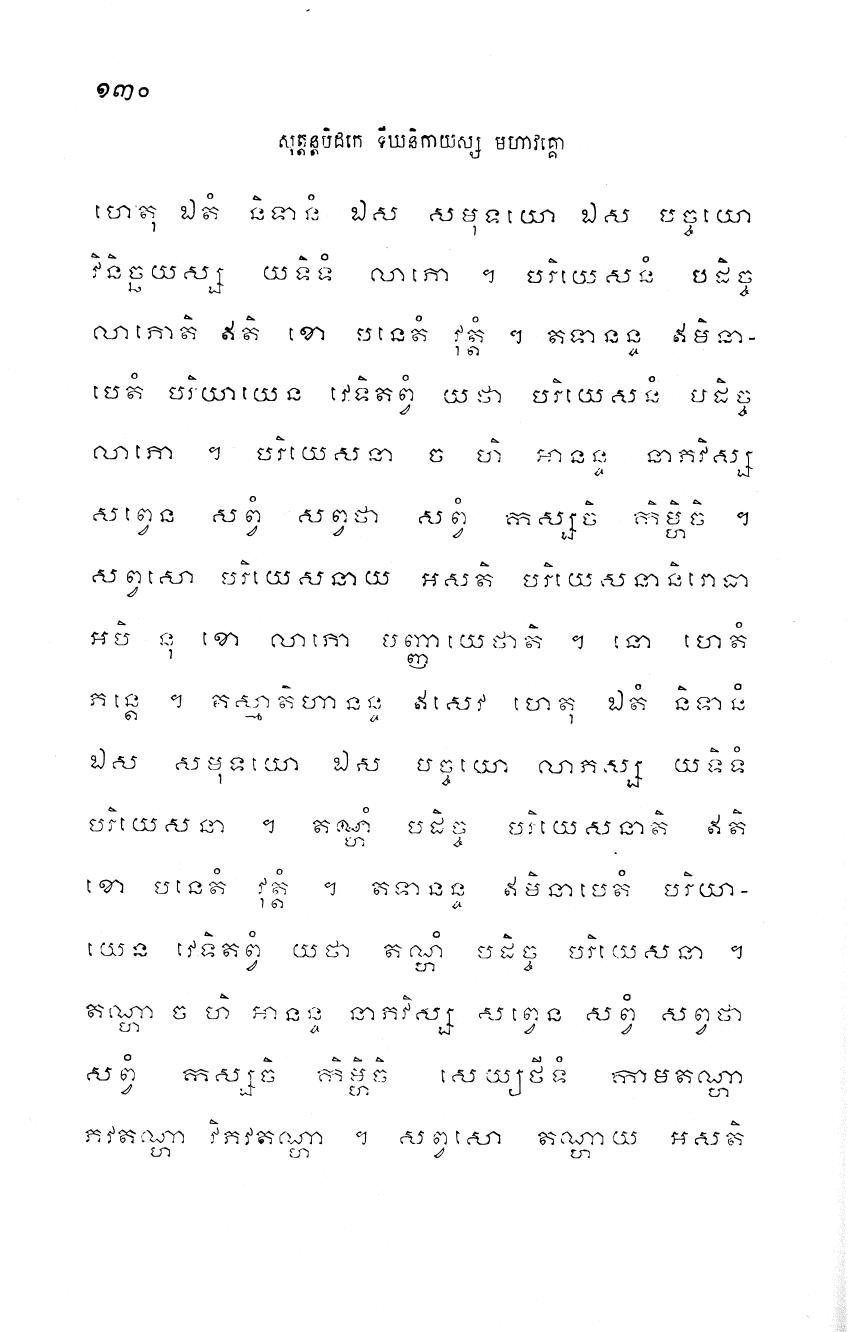 ១៣០
សុត្តន្តបិដកេ ទីឃនិកាយស្ស មហាវគ្គោ
ហេតុ ឯតំ និទានំ ឯស សមុទយោ ឯស បច្ចយោ
វិនិច្ឆយស្ស យទិទំ លាភោ ។ បរិយេសនំ បដិច្ច
លាភោតិ ឥតិ ខោ បនេតំ វុត្តំ ។ តទានន្ទ ឥមិនា-
បេតំ បរិយាយេន វេទិតព្វំ យថា បរិយេសនំ បដិច្ច
លាភោ ។ បរិយេសនា ច ហិ អានន្ទ នាភវិស្ស
សព្វេន សព្វំ សព្វថា សព្វំ កស្សចិ កិម្ហិចិ ។
សព្វសោ បរិយេសនាយ អសតិ បរិយេសនានិរោធា
អបិ នុ ខោ លាភោ បញ្ញាយេថាតិ ។ នោ ហេតំ
ភន្តេ ។ តស្មាតិហានន្ទ ឥសេវ ហេតុ ឯតំ និទានំ
ឯស សមុទយោ ឯស បច្ចយោ លាភស្ស យទិទំ
បរិយេសនា ។ តណ្ហំ បដិច្ច បរិយេសនាតិ ឥតិ
ខោ បនេតំ វុត្តំ ។ តទានន្ទ ឥមិនាបេតំ បរិយា-
យេន វេទិតព្វំ យថា តណ្ហំ បដិច្ច បរិយេសនា ។
តណ្ហា ច ហិ អានន្ទ នាភវិស្ស សព្វេន សព្វំ សព្វថា
សព្វំ កស្សចិ កិម្ហិចិ សេយ្យថីទំ កាមតណ្ហា
ភវតណ្ហា វិភវតណ្ហា ។ សព្វសោ តណ្ហាយ អសតិ